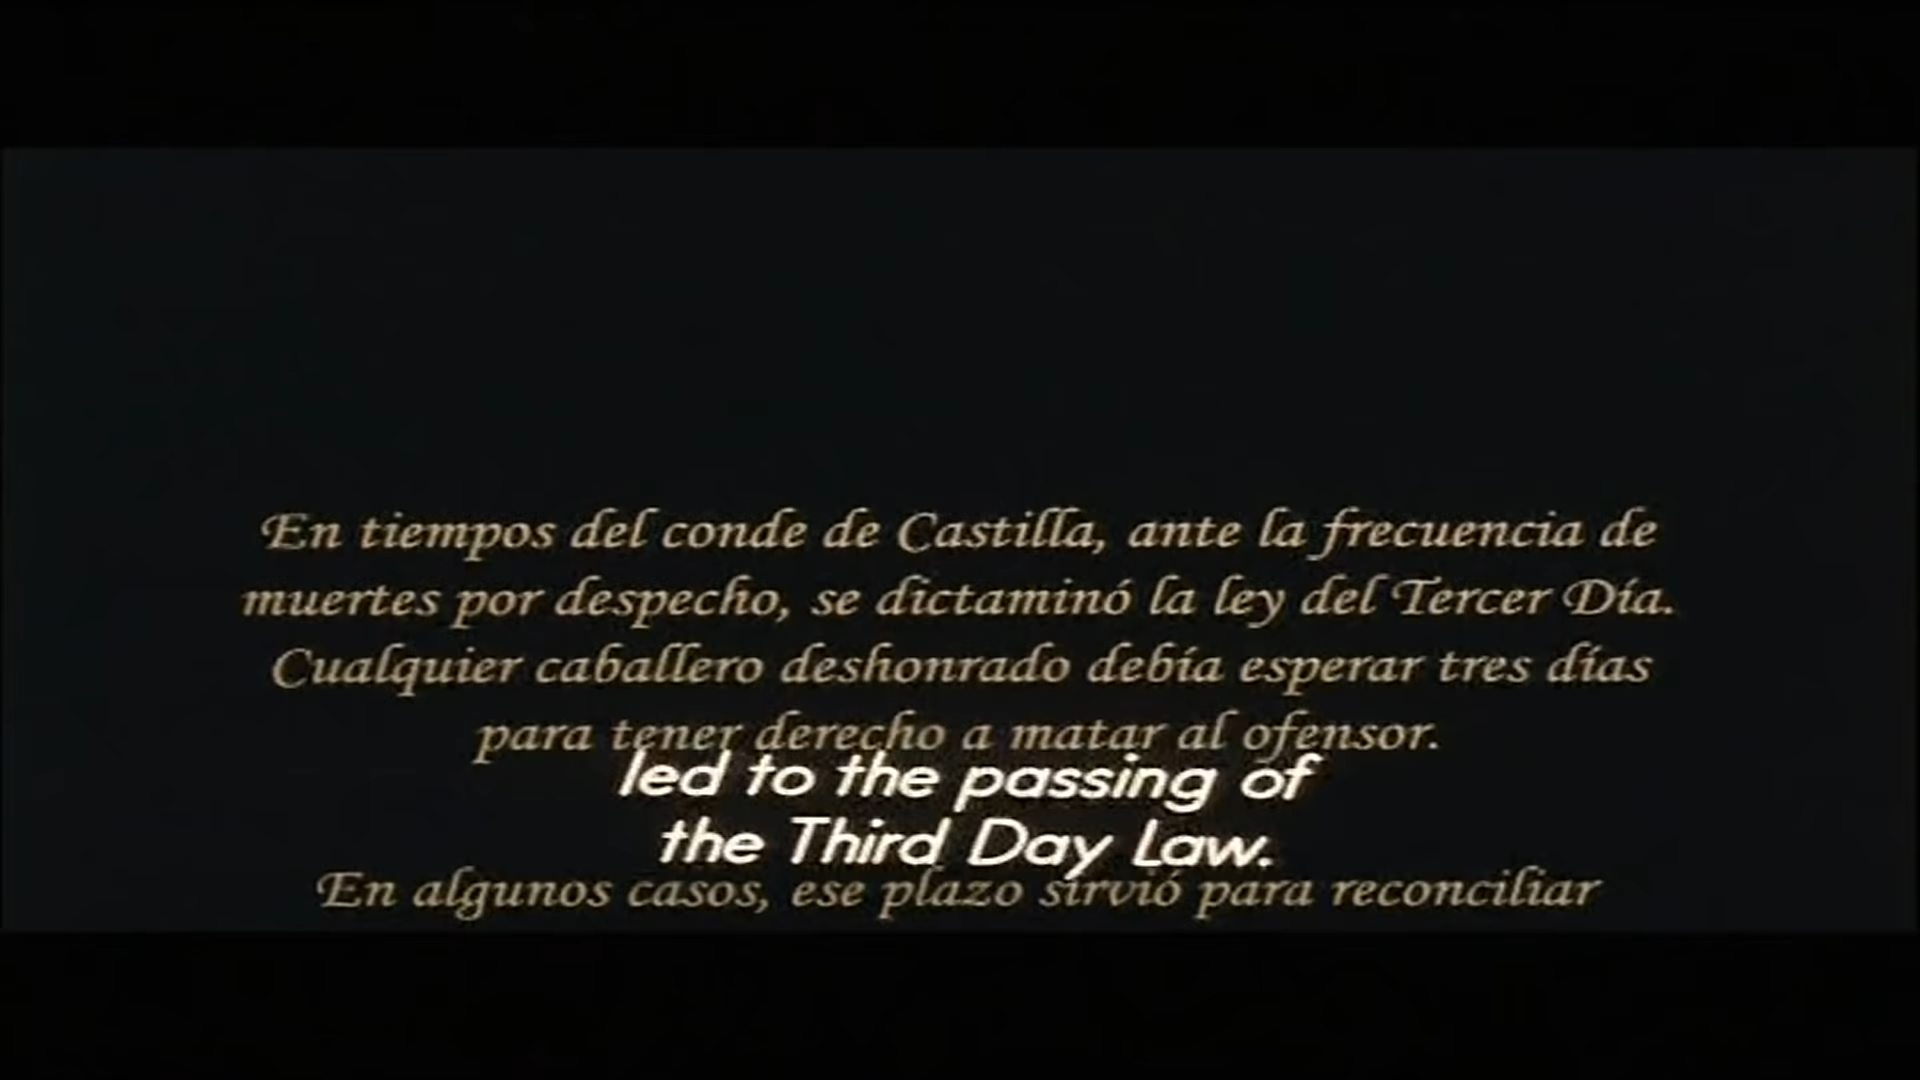 En tiempos del conde de Castilla, ante la frecuencia de
muertes por despecho, se dictaminó la ley del Tercer Día.
Cualquier caballero deshonrado debía esperar tres días
para tener derecho a matar al ofensor.
led to the passing of
the Third Day Law.
En algunos casos, ese plazo sirvió para reconciliar